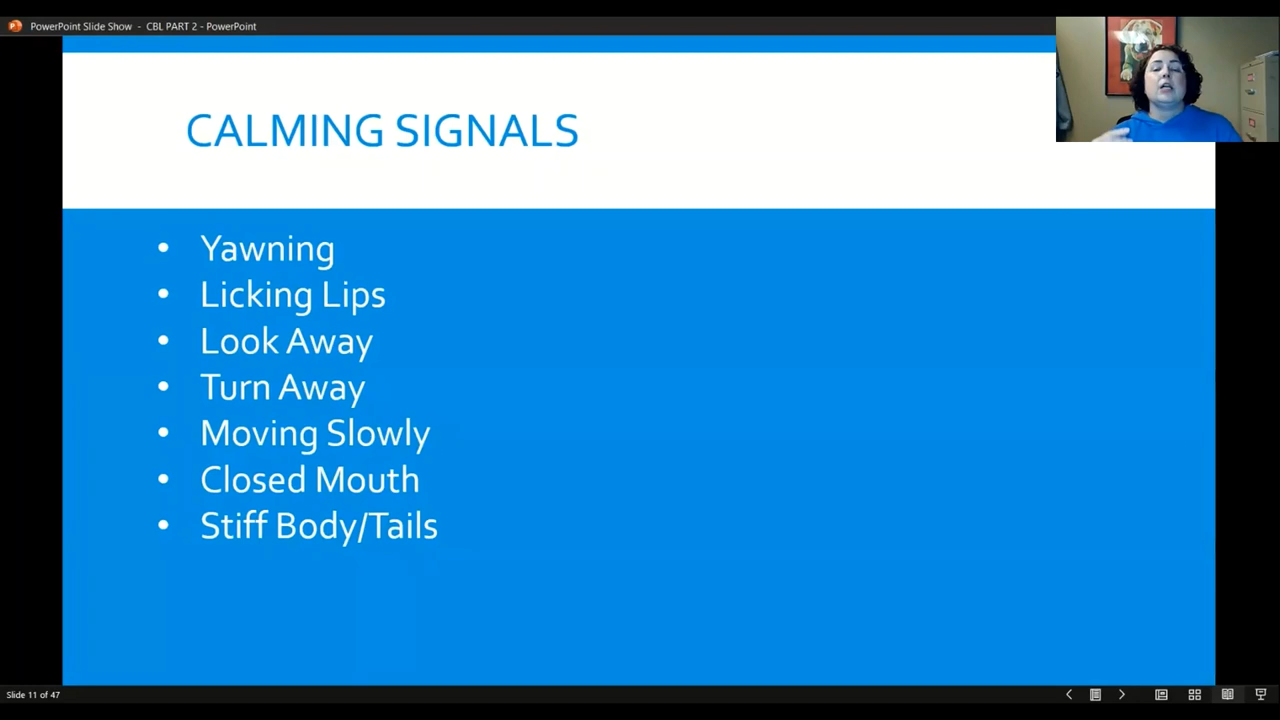 PowerPoint Slide Show - CBL PART 2 - PowerPoint
CALMING SIGNALS
• Yawning
• Licking Lips
• Look Away
• Turn Away
• Moving Slowly
• Closed Mouth
• Stiff Body/Tails
Slide 11 of 47